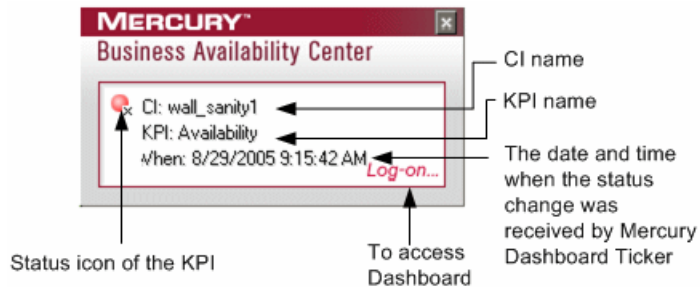 MERCURY™
Business Availability Center
CI: wall_sanity1
KPI: Availability
When: 8/29/2005 9:15:42 AM
Log-on...
CI name
KPI name
The date and time
when the status
change was
received by Mercury
Dashboard Ticker
Status icon of the KPI
To access
Dashboard